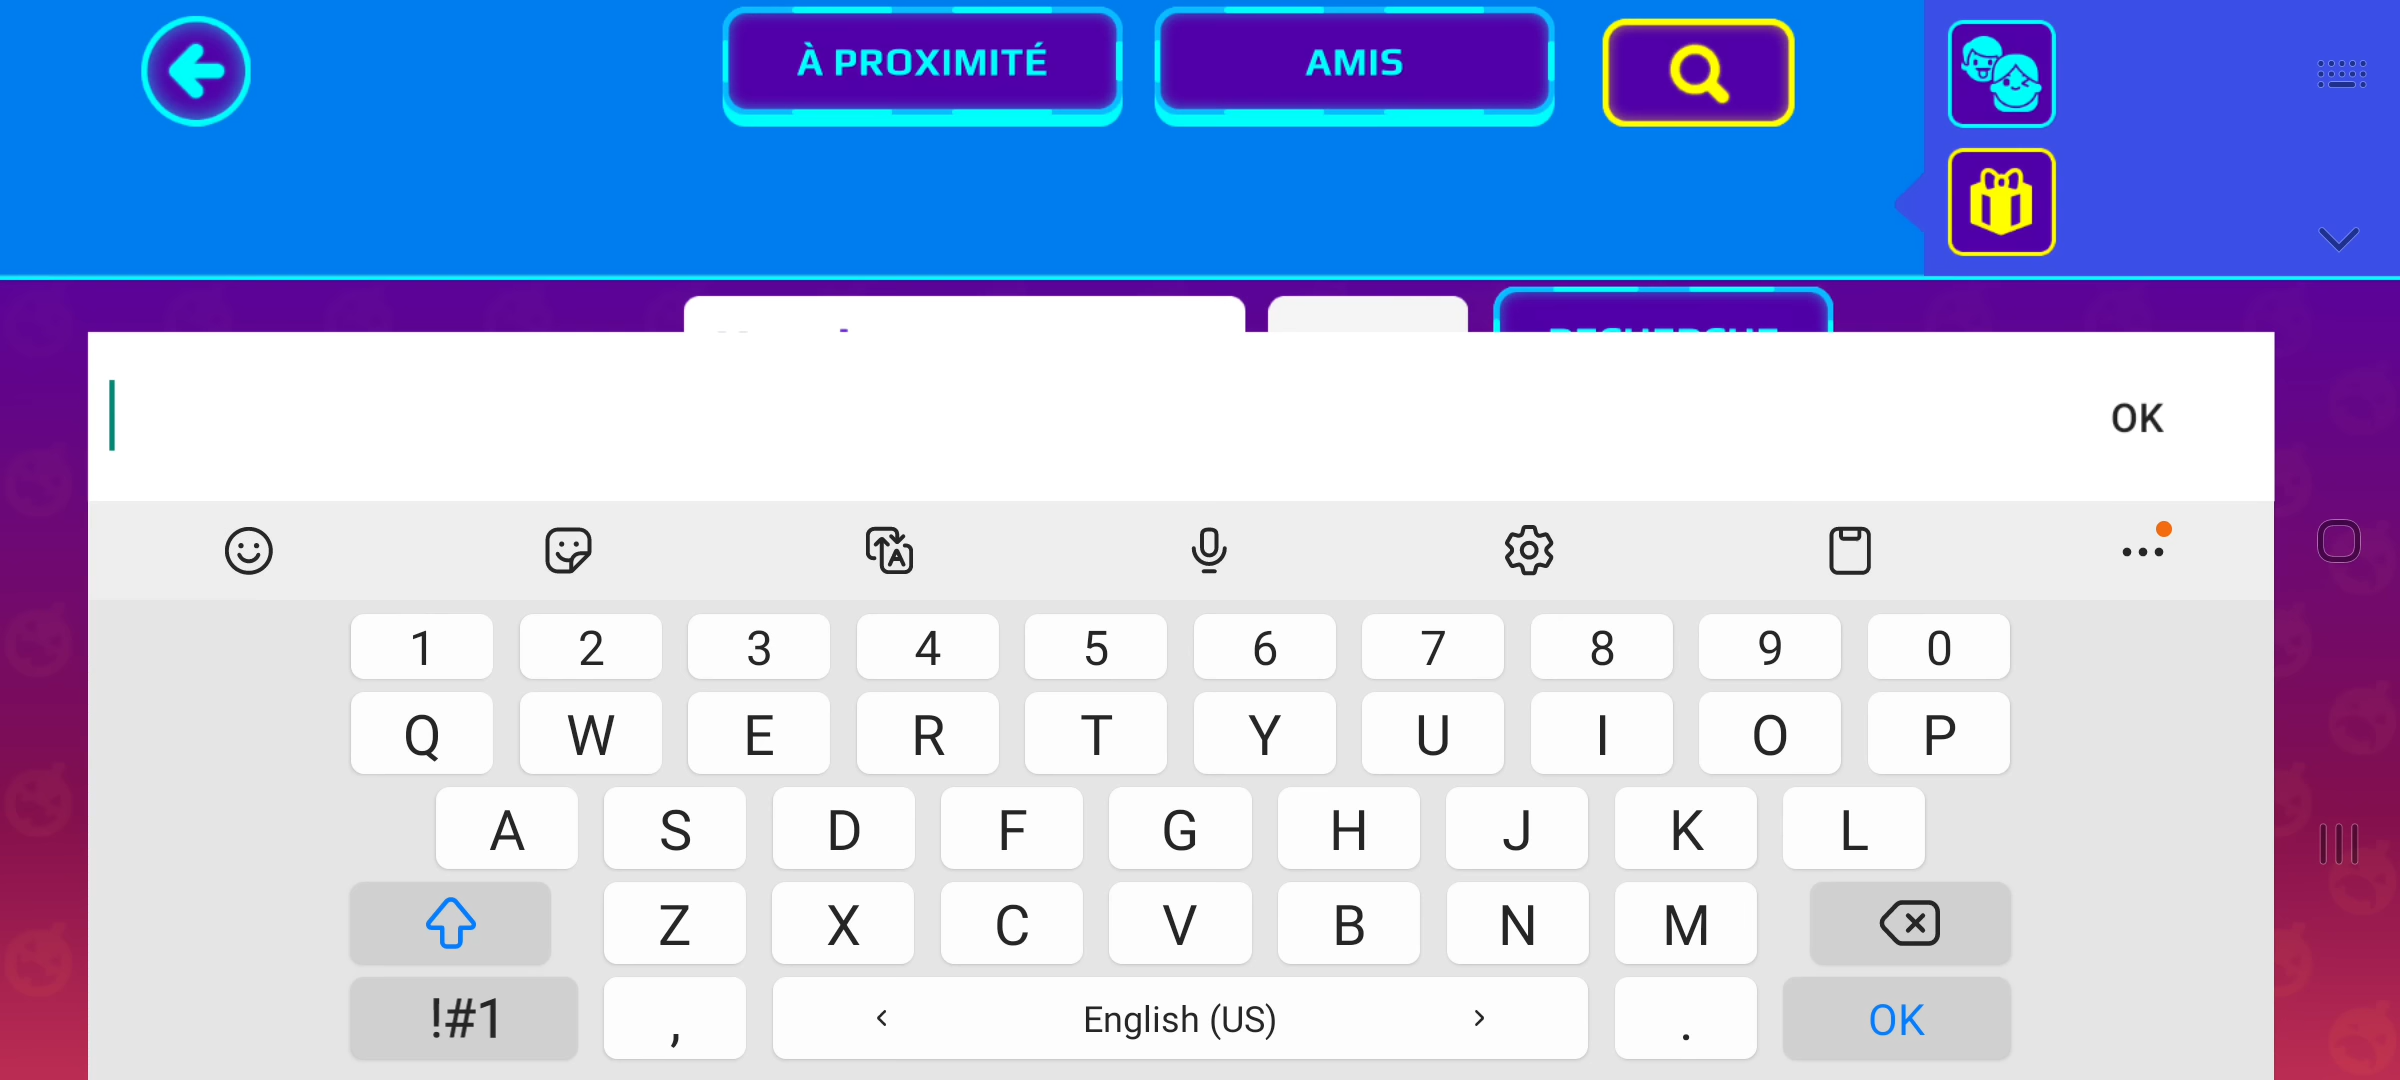 À PROXIMITÉ
AMIS
OK
1 2 3 4 5 6 7 8 9 0
Q W E R T Y U I O P
A S D F G H J K L
Z X C V B N M
!#1 , < English (US) > . OK